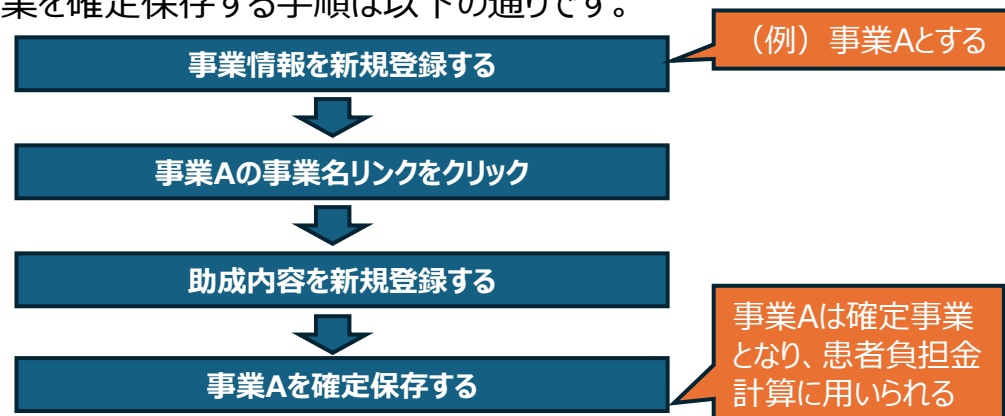 業を確定保存する手順は以下の通りです。
（例）事業Aとする
事業情報を新規登録する
事業Aの事業名リンクをクリック
助成内容を新規登録する
事業Aを確定保存する
事業Aは確定事業
となり、患者負担金
計算に用いられる